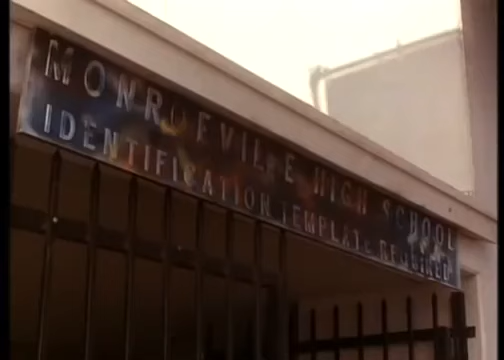 MONROEVILLE HIGH SCHOOL
IDENTIFICATION TEMPLATE REQUIRED